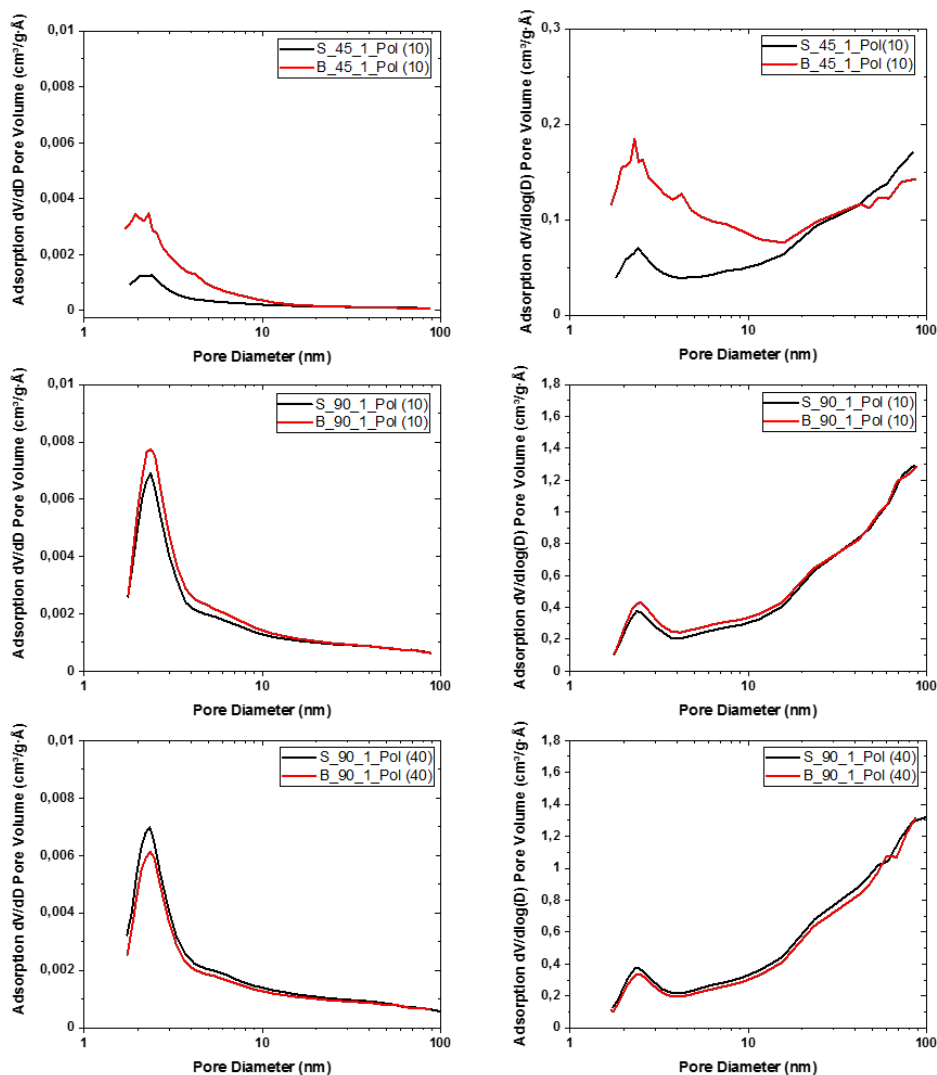 Adsorption dV/dD Pore Volume (cm³/g·Å)
0,01
0,008
0,006
0,004
0,002
0
S_45_1_Pol (10)
B_45_1_Pol (10)
1
10
100
Pore Diameter (nm)
Adsorption dV/dlog(D) Pore Volume (cm³/g·Å)
0,3
0,2
0,1
0
S_45_1_Pol(10)
B_45_1_Pol (10)
1
10
100
Pore Diameter (nm)
Adsorption dV/dD Pore Volume (cm³/g·Å)
0,01
0,008
0,006
0,004
0,002
0
S_90_1_Pol (10)
B_90_1_Pol (10)
1
10
100
Pore Diameter (nm)
Adsorption dV/dlog(D) Pore Volume (cm³/g·Å)
1,8
1,6
1,4
1,2
1
0,8
0,6
0,4
0,2
0
S_90_1_Pol (10)
B_90_1_Pol (10)
1
10
100
Pore Diameter (nm)
Adsorption dV/dD Pore Volume (cm³/g·Å)
0,01
0,008
0,006
0,004
0,002
0
S_90_1_Pol (40)
B_90_1_Pol (40)
1
10
100
Pore Diameter (nm)
Adsorption dV/dlog(D) Pore Volume (cm³/g·Å)
1,8
1,6
1,4
1,2
1
0,8
0,6
0,4
0,2
0
S_90_1_Pol (40)
B_90_1_Pol (40)
1
10
100
Pore Diameter (nm)